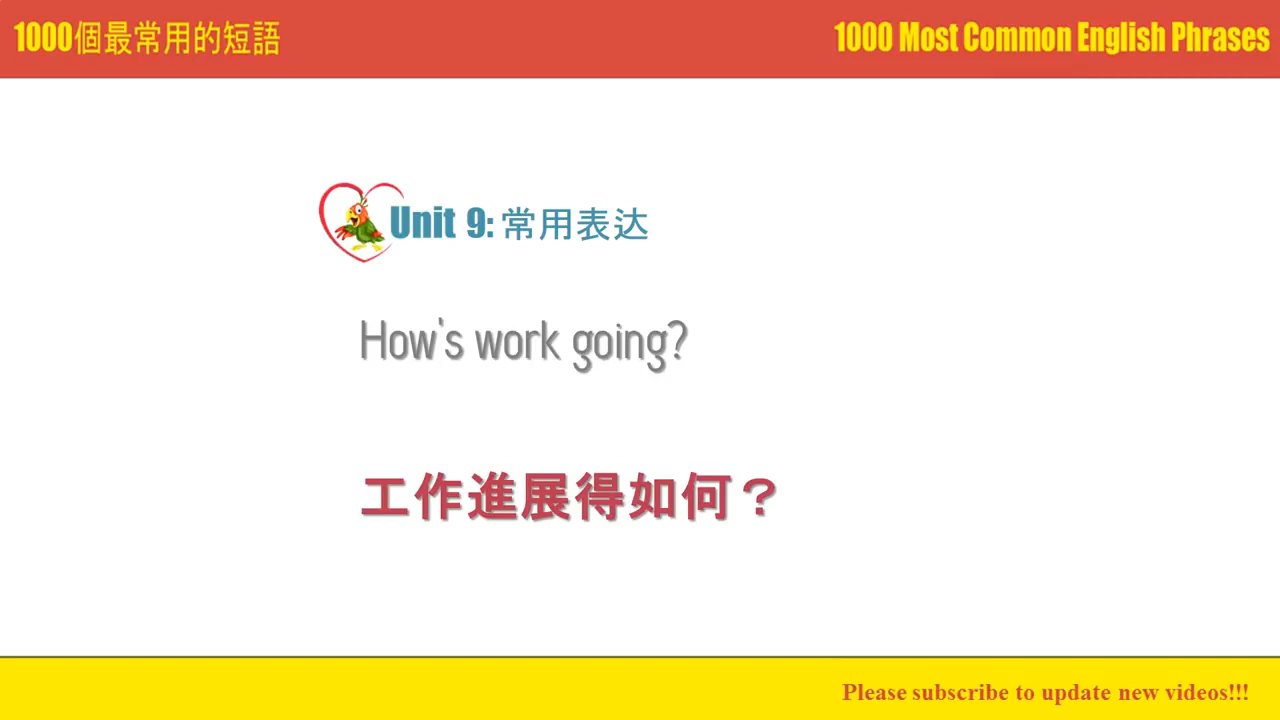 1000個最常用的短語
1000 Most Common English Phrases
Unit 9: 常用表达
How's work going?
工作進展得如何？
Please subscribe to update new videos!!!